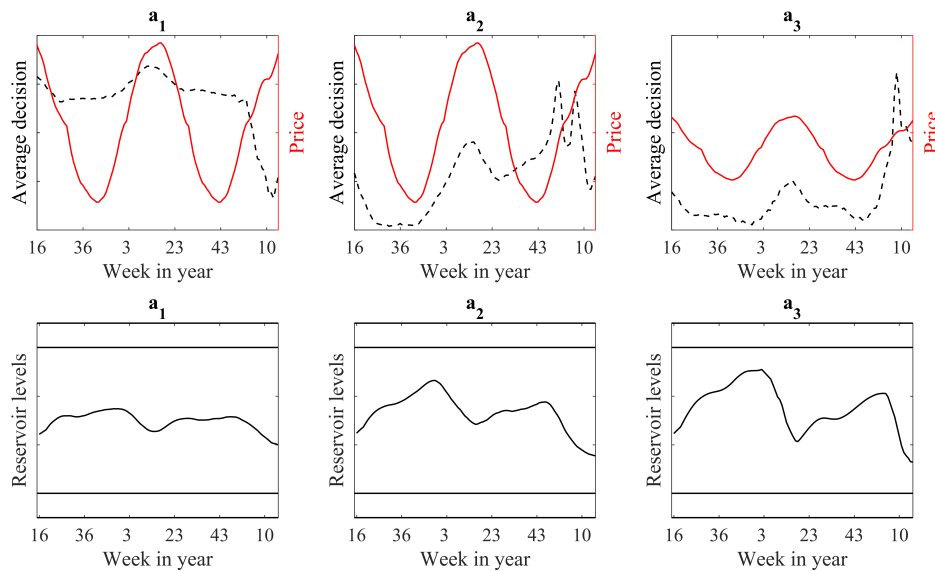 a1 a2 a3
Average decision Price Average decision Price Average decision Price
16 36 3 23 43 10 16 36 3 23 43 10 16 36 3 23 43 10
Week in year Week in year Week in year
a1 a2 a3
Reservoir levels Reservoir levels Reservoir levels
16 36 3 23 43 10 16 36 3 23 43 10 16 36 3 23 43 10
Week in year Week in year Week in year